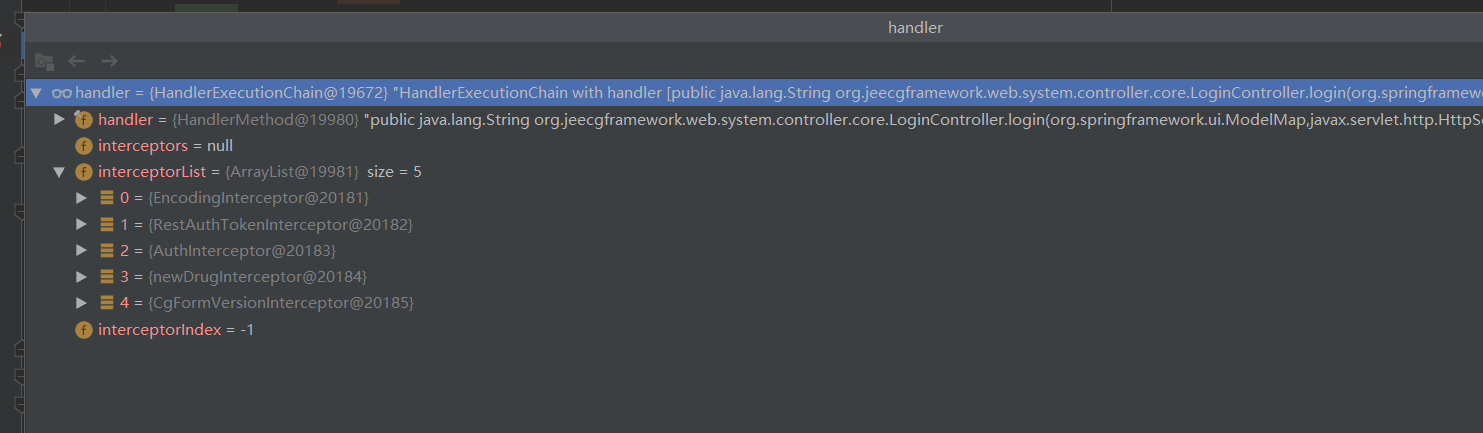 handler
handler = {HandlerExecutionChain@19672} "HandlerExecutionChain with handler [public java.lang.String org.jeecgframework.web.system.controller.core.LoginController.login(org.springframew
handler = {HandlerMethod@19980} "public java.lang.String org.jeecgframework.web.system.controller.core.LoginController.login(org.springframework.ui.ModelMap,javax.servlet.http.HttpS
interceptors = null
interceptorList = {ArrayList@19981} size = 5
0 = {EncodingInterceptor@20181}
1 = {RestAuthTokenInterceptor@20182}
2 = {AuthInterceptor@20183}
3 = {newDrugInterceptor@20184}
4 = {CgFormVersionInterceptor@20185}
interceptorIndex = -1